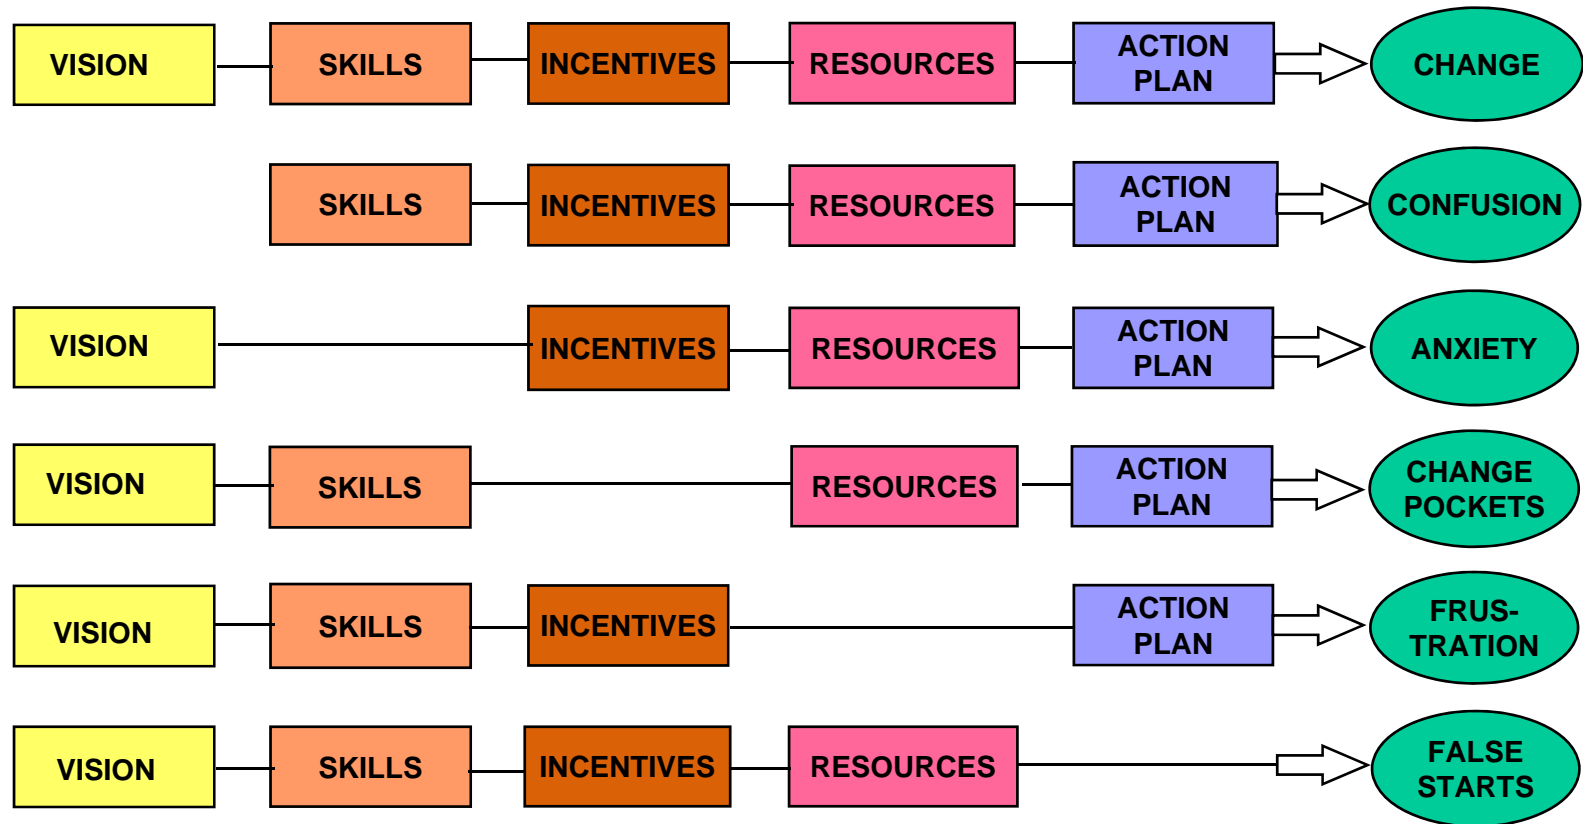 VISION SKILLS INCENTIVES RESOURCES ACTION PLAN CHANGE
SKILLS INCENTIVES RESOURCES ACTION PLAN CONFUSION
VISION INCENTIVES RESOURCES ACTION PLAN ANXIETY
VISION SKILLS RESOURCES ACTION PLAN CHANGE POCKETS
VISION SKILLS INCENTIVES ACTION PLAN FRUS-TRATION
VISION SKILLS INCENTIVES RESOURCES FALSE STARTS